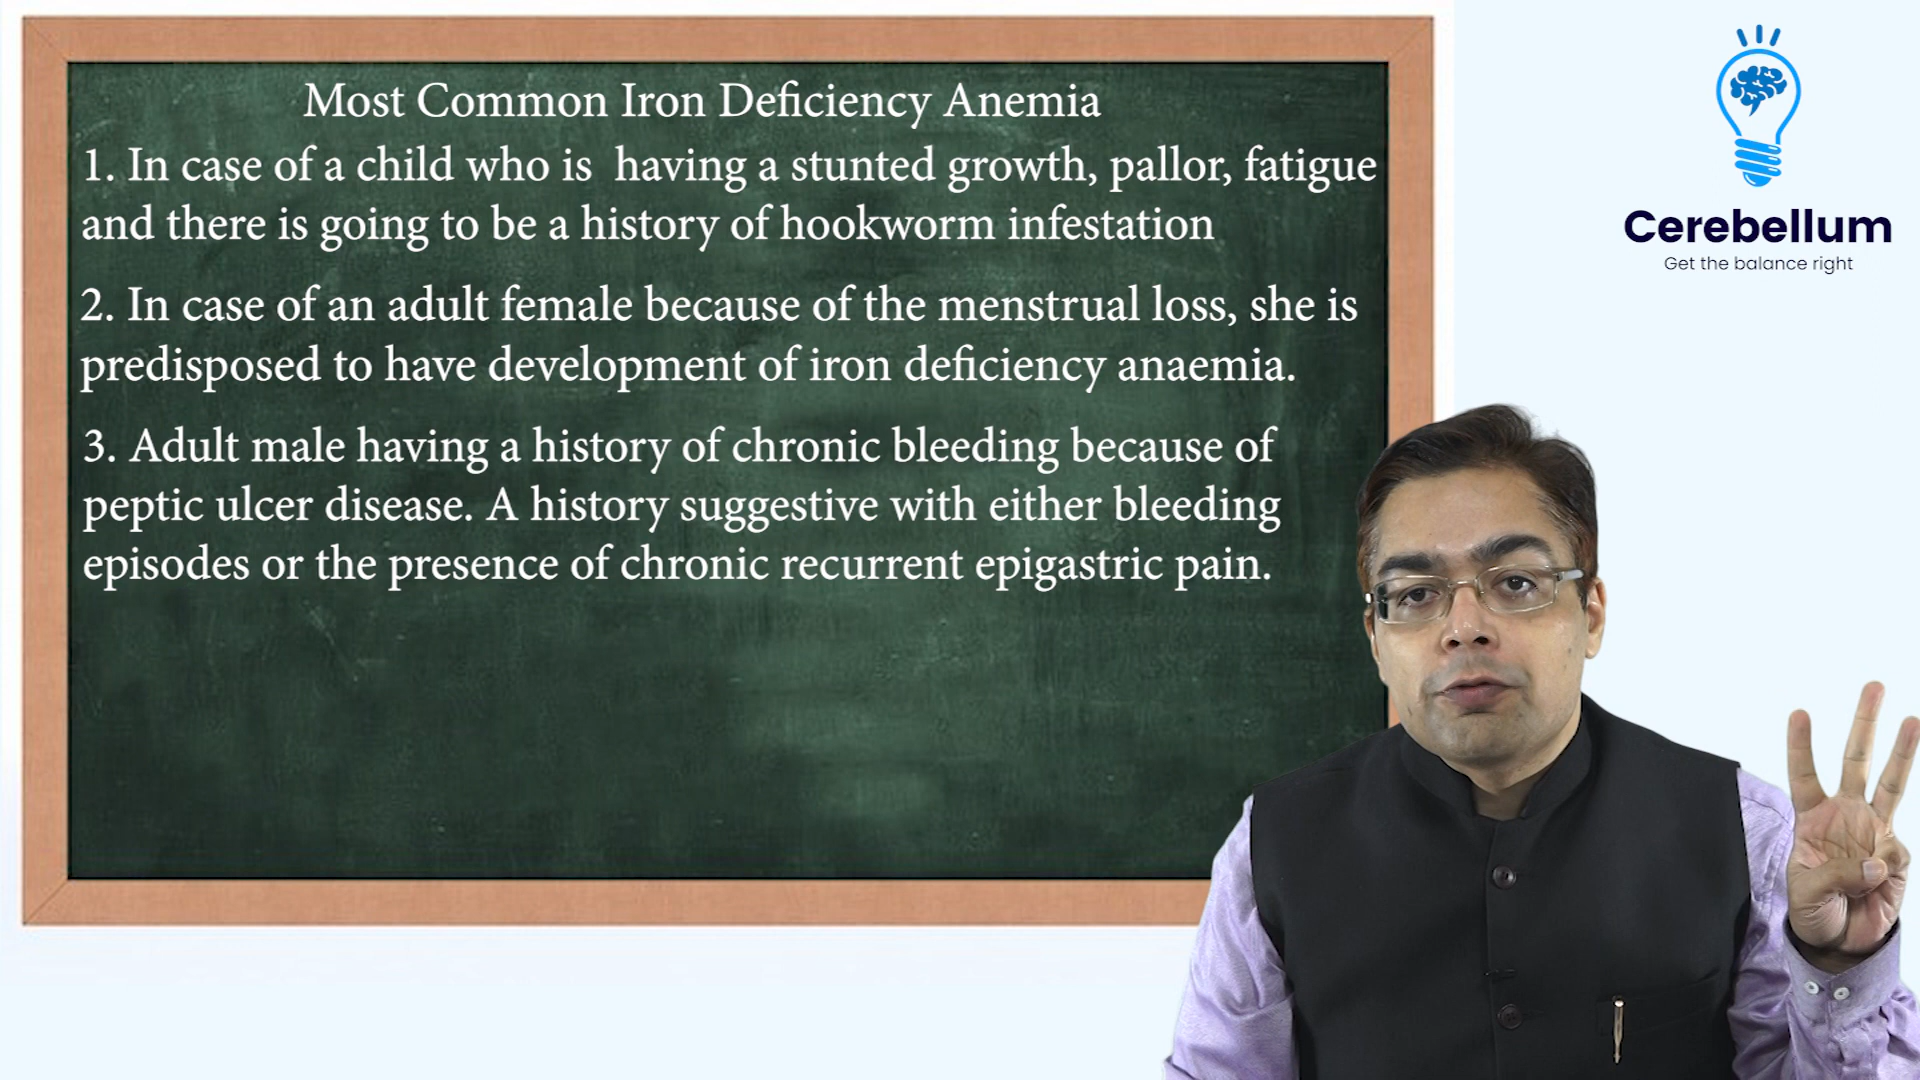 Most Common Iron Deficiency Anemia
1. In case of a child who is having a stunted growth, pallor, fatigue
and there is going to be a history of hookworm infestation
2. In case of an adult female because of the menstrual loss, she is
predisposed to have development of iron deficiency anaemia.
3. Adult male having a history of chronic bleeding because of
peptic ulcer disease. A history suggestive with either bleeding
episodes or the presence of chronic recurrent epigastric pain.
Cerebellum
Get the balance right